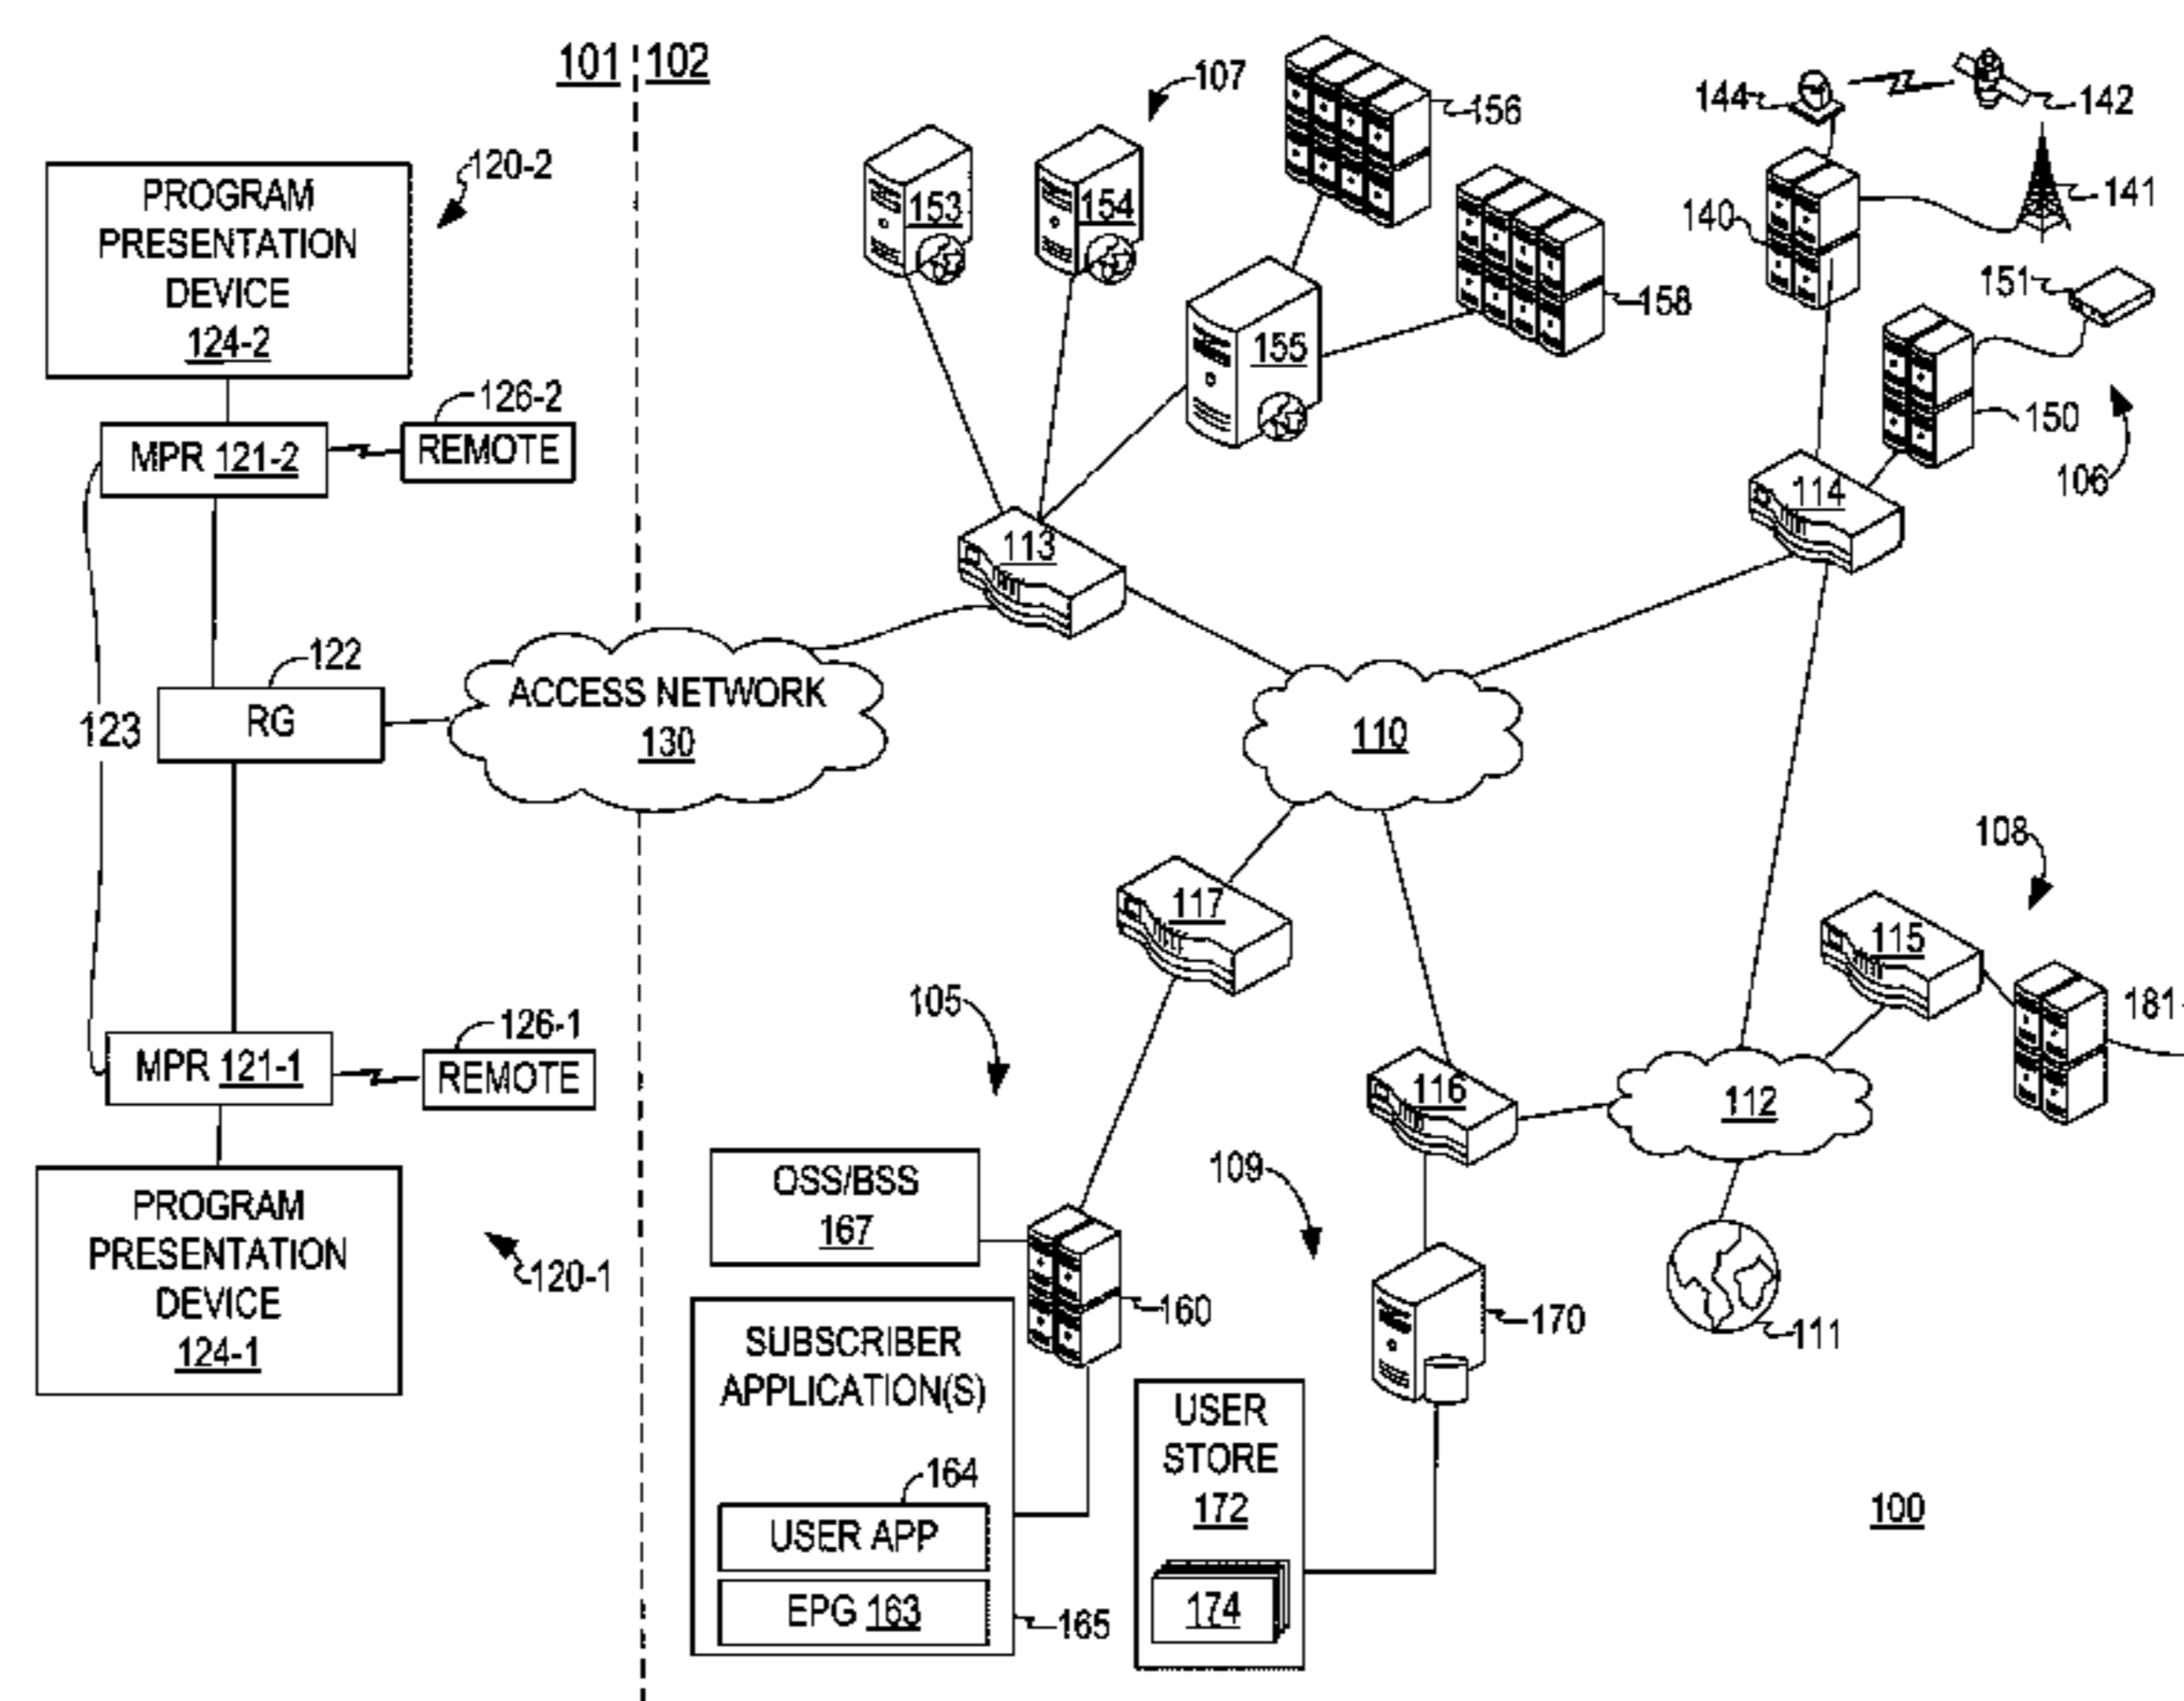 101 102
107
156
144 142
PROGRAM
PRESENTATION
DEVICE
124-2
120-2
153
154
140
141
155
158
151
126-2
MPR 121-2
REMOTE
150
106
114
113
122
RG
123
ACCESS NETWORK
130
110
108
117
115
105
181
126-1
MPR 121-1
REMOTE
116
112
109
PROGRAM
PRESENTATION
DEVICE
124-1
120-1
OSS/BSS
167
160
170
111
SUBSCRIBER
APPLICATION(S)
164
USER APP
EPG 163
165
USER
STORE
172
174
100